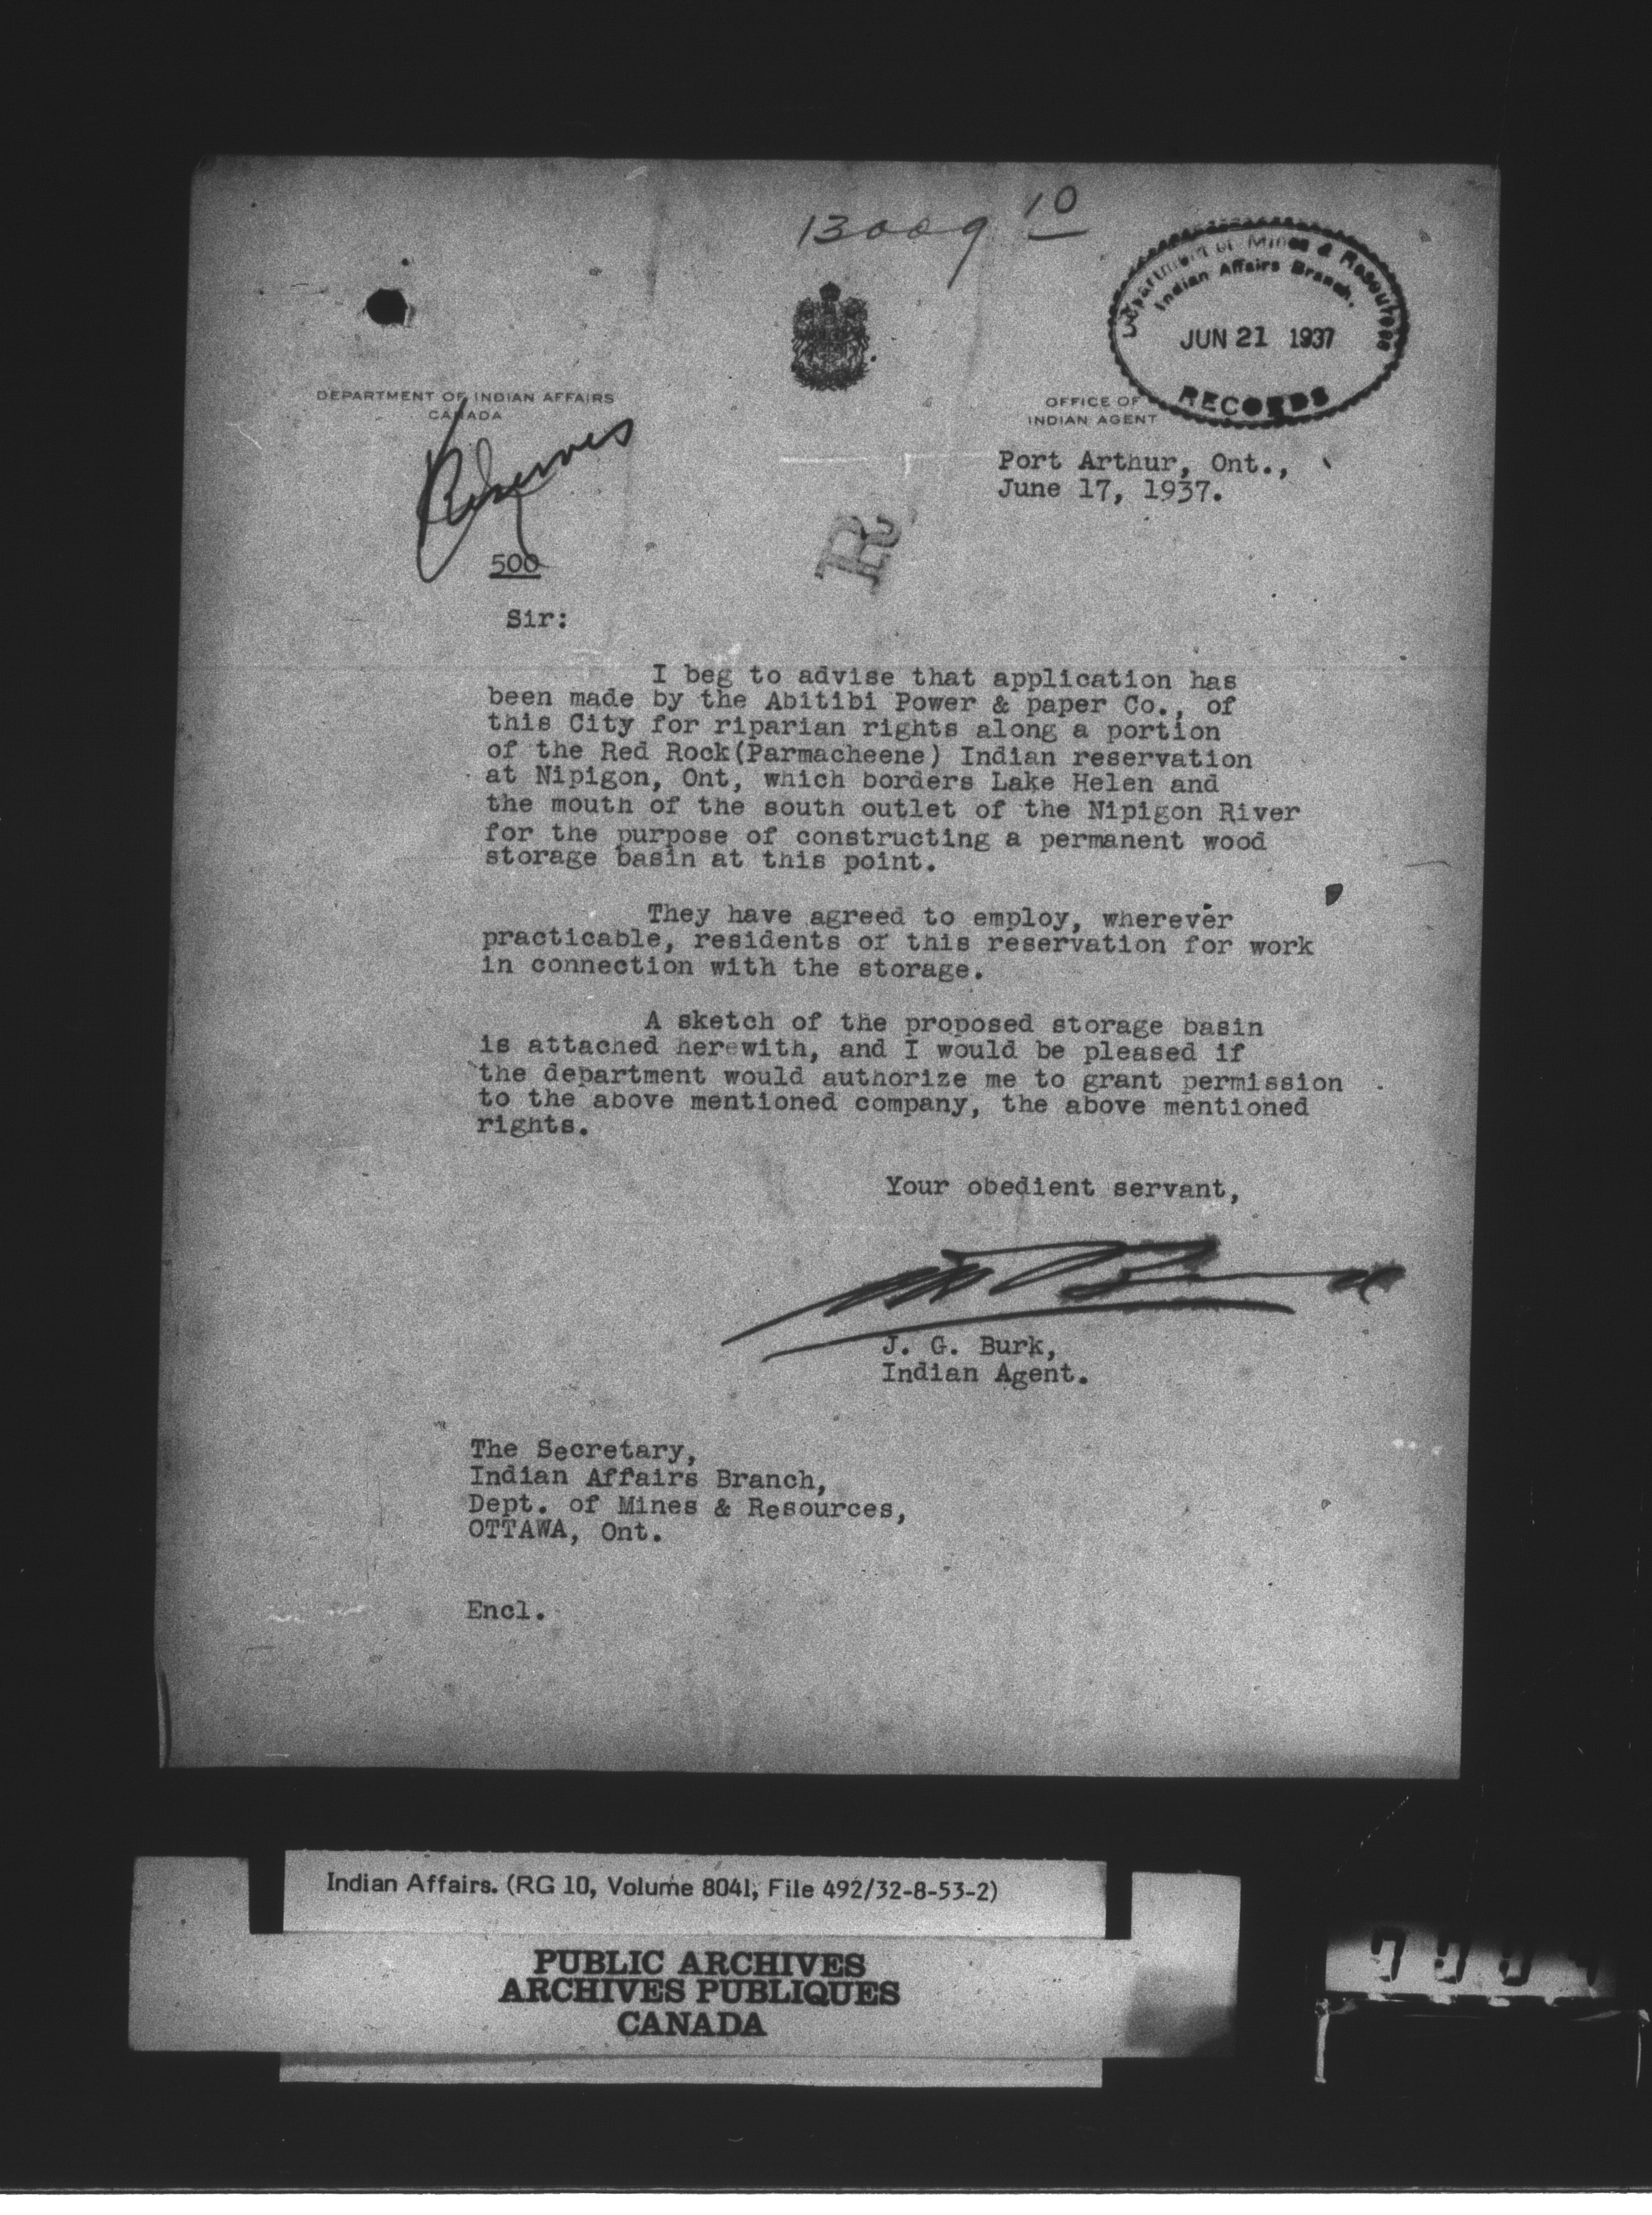 13009 10
Department of Mines & Resources
Indian Affairs Branch.
JUN 21 1937
RECORDS
DEPARTMENT OF INDIAN AFFAIRS
CANADA
OFFICE OF
INDIAN AGENT
Reserves
Port Arthur, Ont.,
June 17, 1937.
R
500
Sir:
I beg to advise that application has
been made by the Abitibi Power & paper Co., of
this City for riparian rights along a portion
of the Red Rock(Parmacheene) Indian reservation
at Nipigon, Ont, which borders Lake Helen and
the mouth of the south outlet of the Nipigon River
for the purpose of constructing a permanent wood
storage basin at this point.
They have agreed to employ, wherever
practicable, residents of this reservation for work
in connection with the storage.
A sketch of the proposed storage basin
is attached herewith, and I would be pleased if
the department would authorize me to grant permission
to the above mentioned company, the above mentioned
rights.
Your obedient servant,
J. G. Burk,
Indian Agent.
The Secretary,
Indian Affairs Branch,
Dept. of Mines & Resources,
OTTAWA, Ont.
Encl.
Indian Affairs. (RG 10, Volume 8041, File 492/32-8-53-2)
PUBLIC ARCHIVES
ARCHIVES PUBLIQUES
CANADA